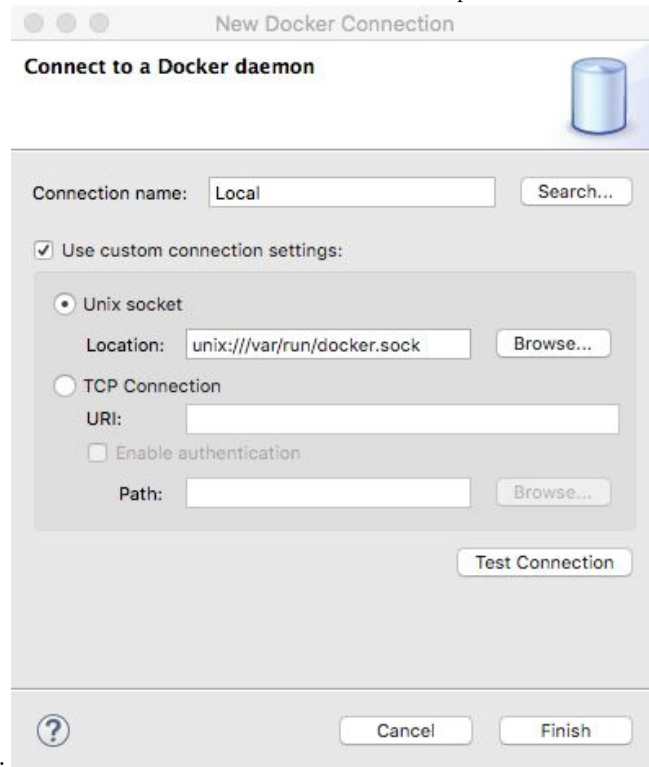 New Docker Connection
Connect to a Docker daemon
Connection name: Local Search...
Use custom connection settings:
Unix socket
Location: unix:///var/run/docker.sock Browse...
TCP Connection
URI:
Enable authentication
Path: Browse...
Test Connection
? Cancel Finish
.